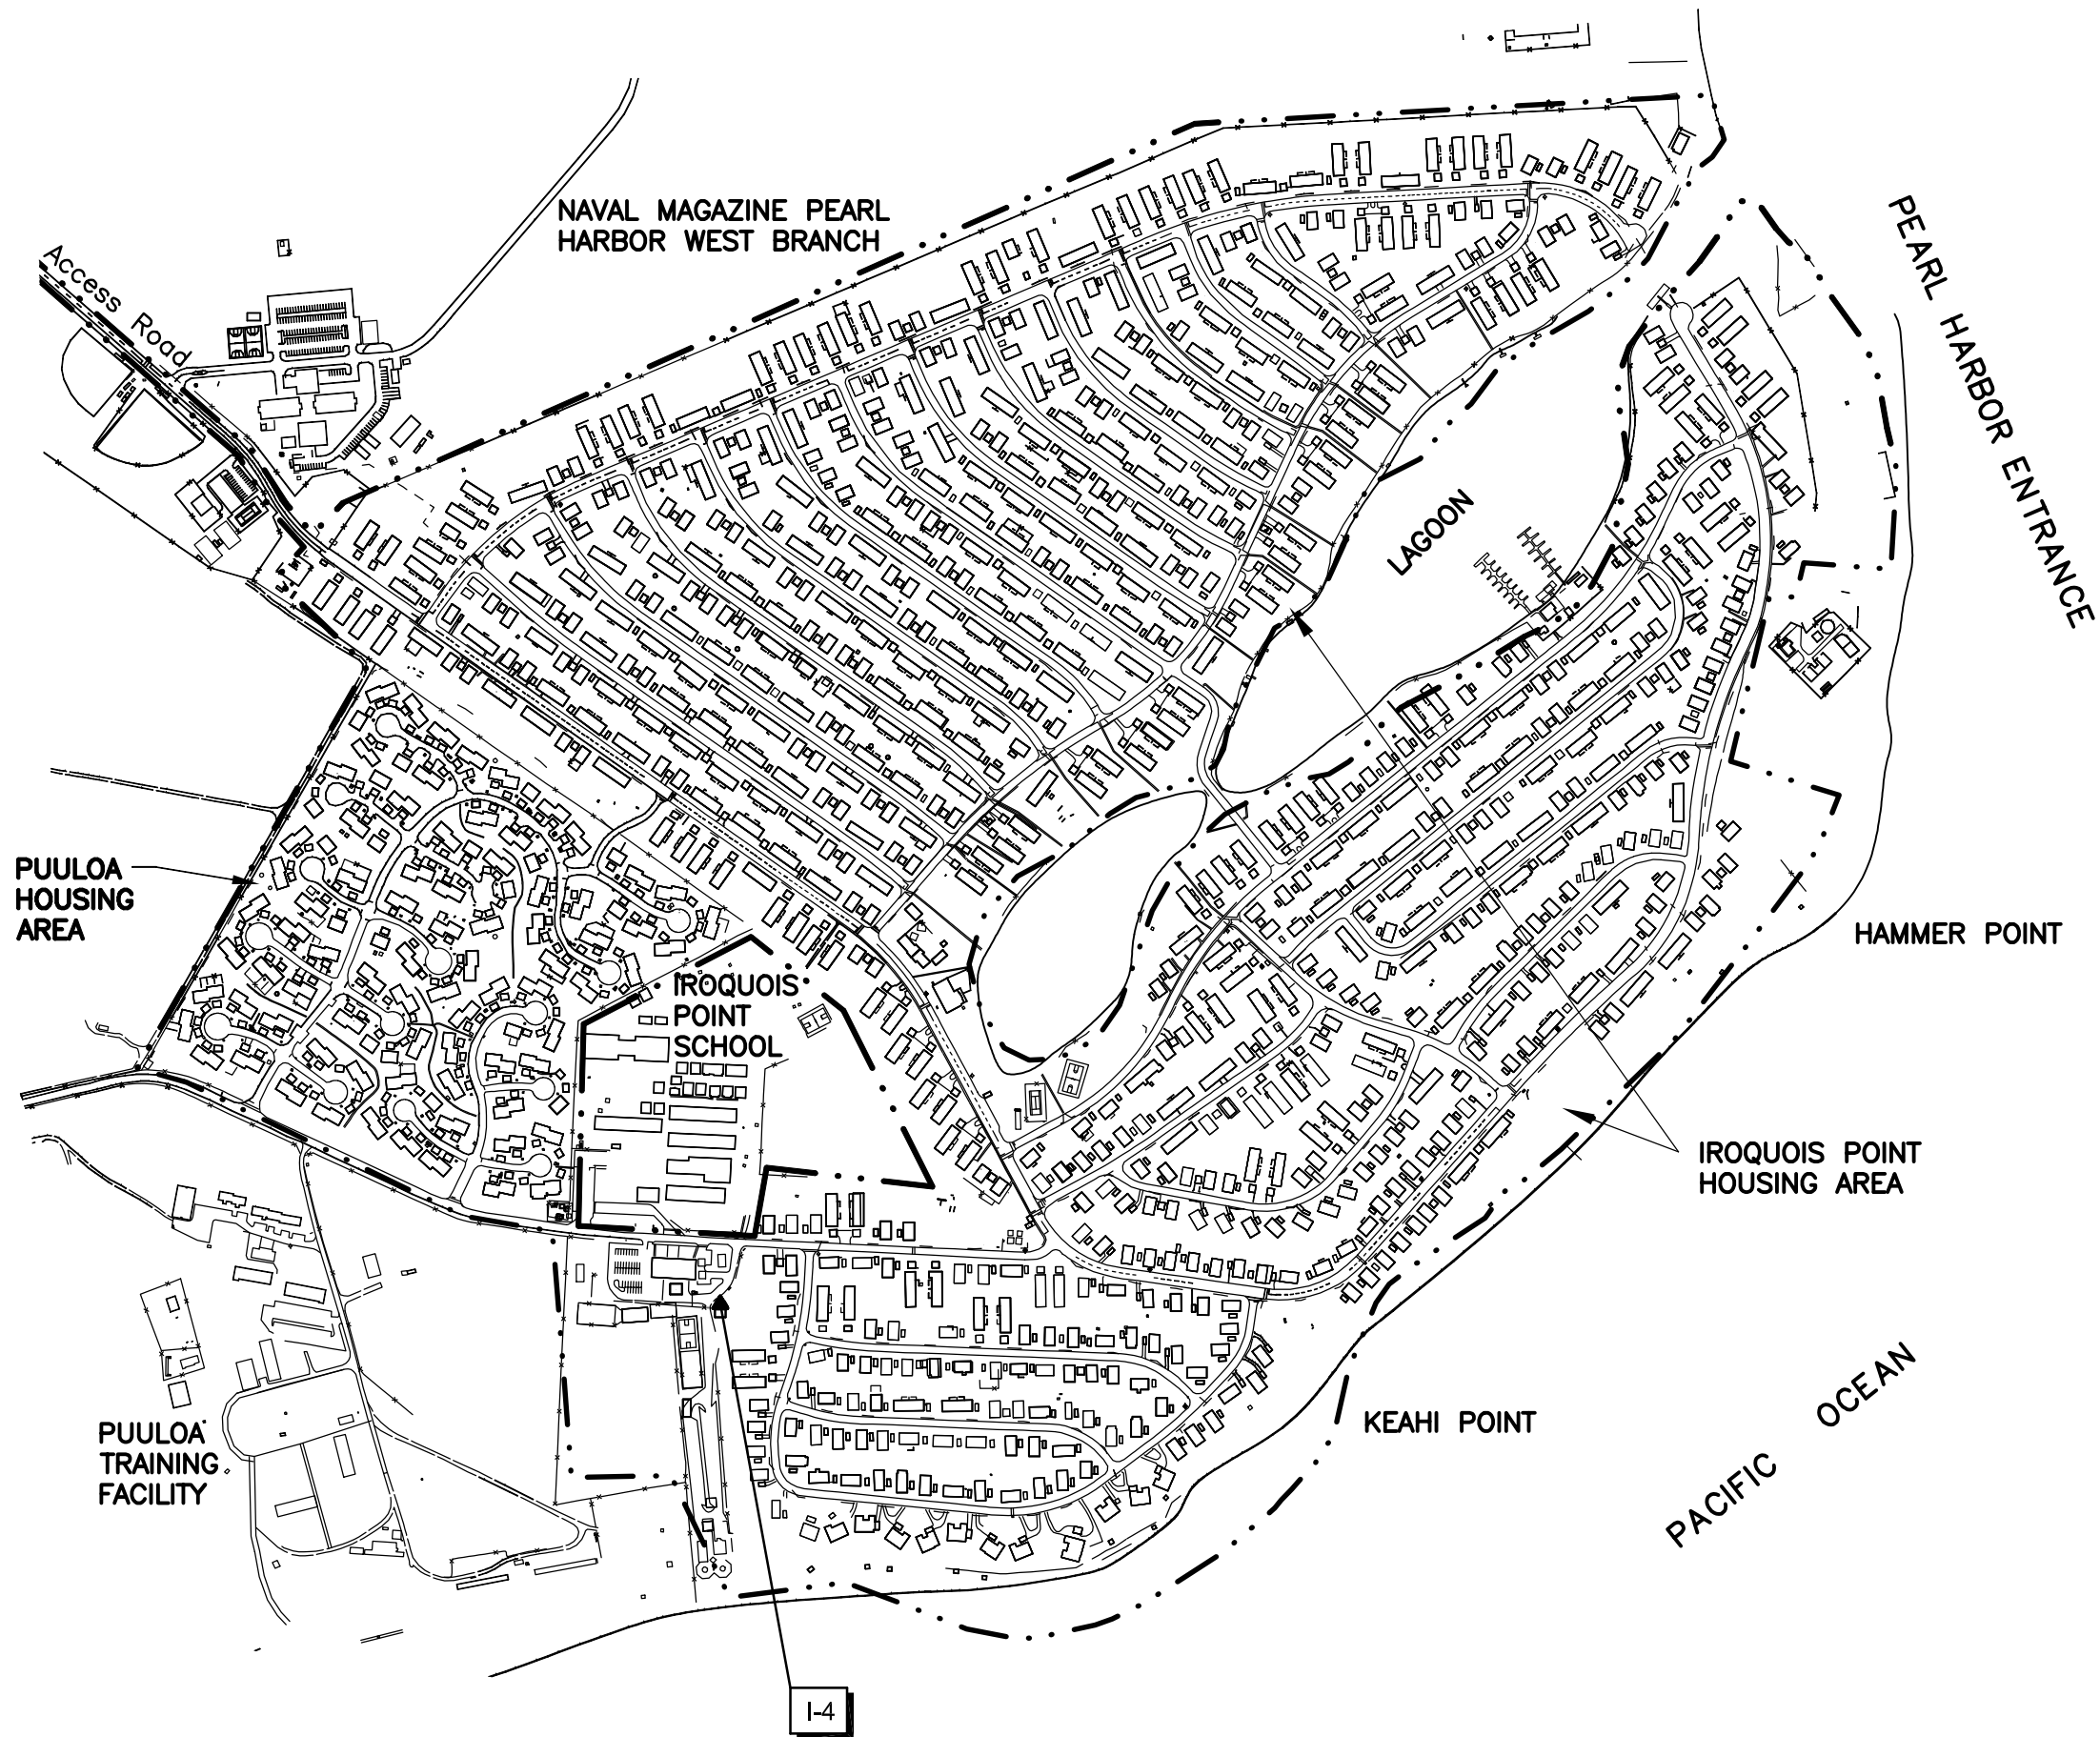 NAVAL MAGAZINE PEARL
HARBOR WEST BRANCH
Access Road
PEARL HARBOR ENTRANCE
LAGOON
PUULOA
HOUSING
AREA
HAMMER POINT
IROQUOIS
POINT
SCHOOL
IROQUOIS POINT
HOUSING AREA
KEAHI POINT
PACIFIC OCEAN
PUULOA
TRAINING
FACILITY
I-4